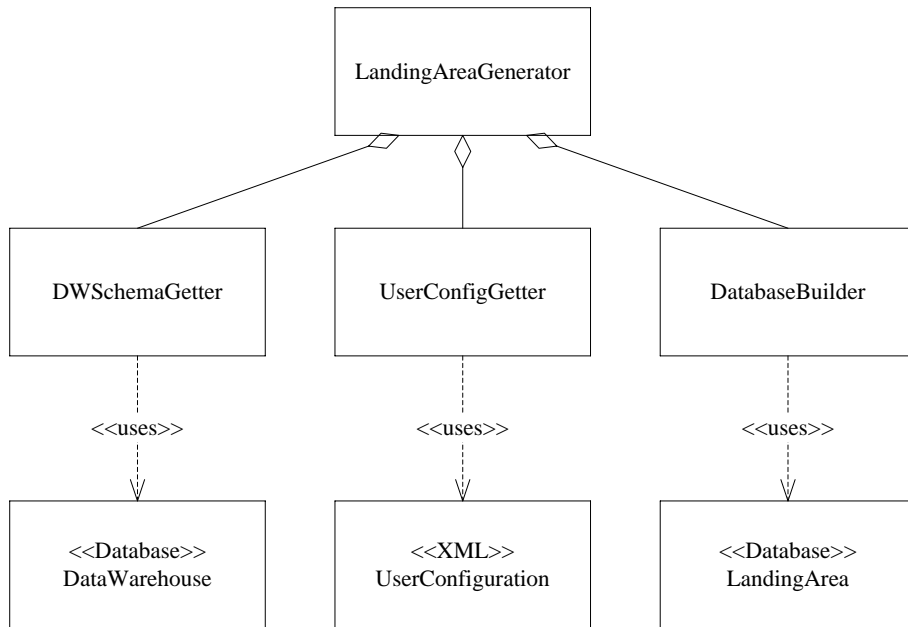 LandingAreaGenerator
DWSchemaGetter
UserConfigGetter
DatabaseBuilder
<<uses>>
<<uses>>
<<uses>>
<<Database>>
DataWarehouse
<<XML>>
UserConfiguration
<<Database>>
LandingArea